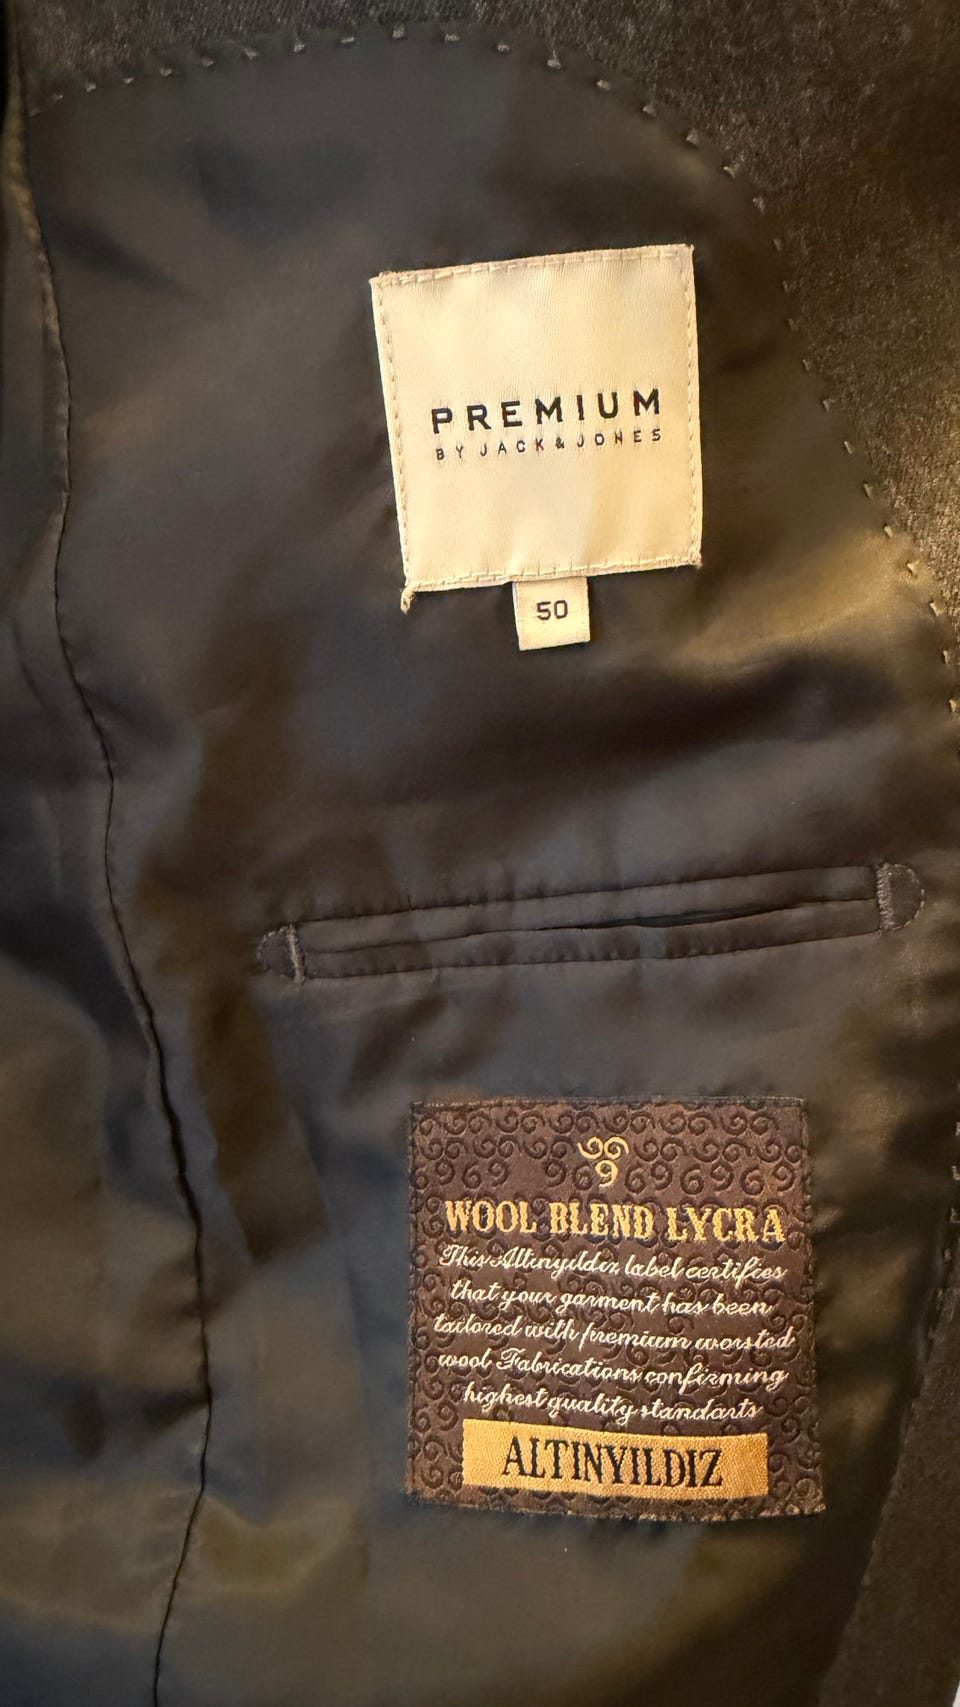 PREMIUM
BY JACK & JONES
50
WOOL BLEND LYCRA
This Altinyildiz label certifies
that your garment has been
tailored with premium worsted
wool Fabrications confirming
highest quality standarts
ALTINYILDIZ